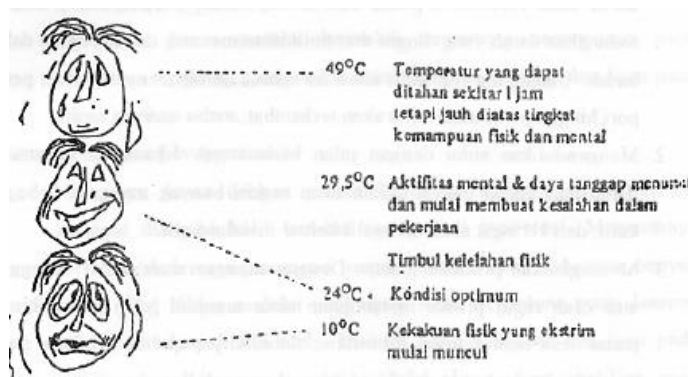 49°C Temperatur yang dapat
ditahan sekitar 1 jam
tetapi jauh diatas tingkat
kemampuan fisik dan mental
29,5°C Aktifitas mental & daya tanggap menurun
dan mulai membuat kesalahan dalam
pekerjaan
Timbul kelelahan fisik
24°C Kondisi optimum
10°C Kekakuan fisik yang ekstrim
mulai muncul